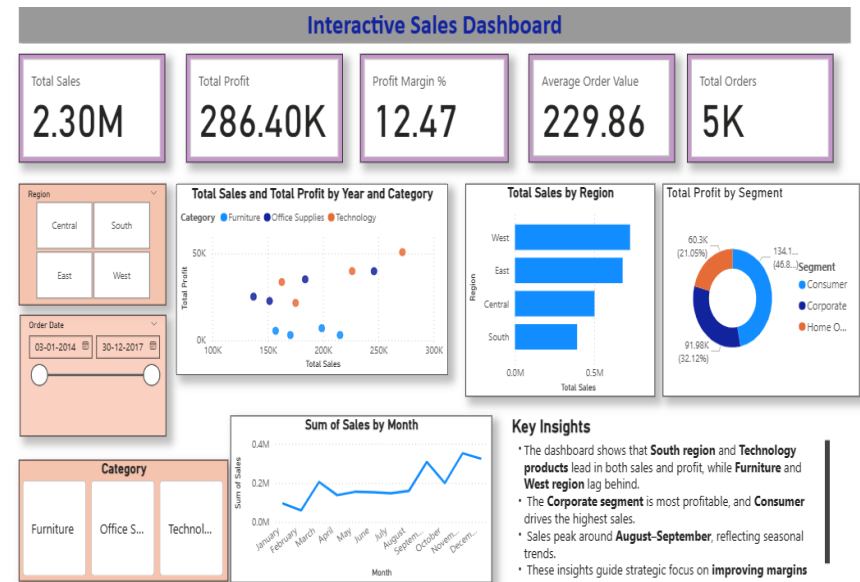 Interactive Sales Dashboard
Total Sales
2.30M
Total Profit
286.40K
Profit Margin %
12.47
Average Order Value
229.86
Total Orders
5K
Region
Central
South
East
West
Order Date
03-01-2014
30-12-2017
Category
Furniture
Office S...
Technol...
Total Sales and Total Profit by Year and Category
Category Furniture Office Supplies Technology
Total Profit
50K
0K
100K 150K 200K 250K 300K
Total Sales
Total Sales by Region
Region
West
East
Central
South
0.0M 0.5M
Total Sales
Total Profit by Segment
60.3K
(21.05%)
134.1...
(46.8...)
91.98K
(32.12%)
Segment
Consumer
Corporate
Home O...
Sum of Sales by Month
Sum of Sales
0.4M
0.2M
0.0M
January February March April May June July August Septem... October Novem... Decem...
Month
Key Insights
• The dashboard shows that South region and Technology
products lead in both sales and profit, while Furniture and
West region lag behind.
• The Corporate segment is most profitable, and Consumer
drives the highest sales.
• Sales peak around August–September, reflecting seasonal
trends.
• These insights guide strategic focus on improving margins